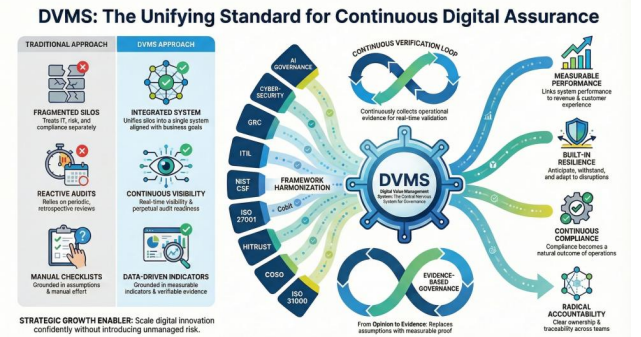 DVMS: The Unifying Standard for Continuous Digital Assurance
TRADITIONAL APPROACH
FRAGMENTED SILOS
Treats IT, risk, and
compliance separately
REACTIVE AUDITS
Relies on periodic,
retrospective reviews
MANUAL CHECKLISTS
Grounded in assumptions
& manual effort
DVMS APPROACH
INTEGRATED SYSTEM
Unifies silos into a single system
aligned with business goals
CONTINUOUS VISIBILITY
Real-time visibility &
perpetual audit readiness
DATA-DRIVEN INDICATORS
Grounded in measurable
indicators & verifiable evidence
STRATEGIC GROWTH ENABLER: Scale digital innovation
confidently without introducing unmanaged risk.
AI
GOVERNANCE
CYBER-
SECURITY
GRC
ITIL
NIST
CSF
ISO
27001
HITRUST
COSO
ISO
31000
FRAMEWORK
HARMONIZATION
Cobit
CONTINUOUS VERIFICATION LOOP
Continuously collects operational
evidence for real-time validation
DVMS
Digital Value Management
System: The Central Nervous
System for Governance
EVIDENCE-
BASED
GOVERNANCE
From Opinion to Evidence: Replaces
assumptions with measurable proof
MEASURABLE
PERFORMANCE
Links system performance
to revenue & customer
experience
BUILT-IN
RESILIENCE
Anticipate, withstand,
and adapt to disruptions
CONTINUOUS
COMPLIANCE
Compliance becomes a
natural outcome of operations
RADICAL
ACCOUNTABILITY
Clear ownership &
traceability across teams